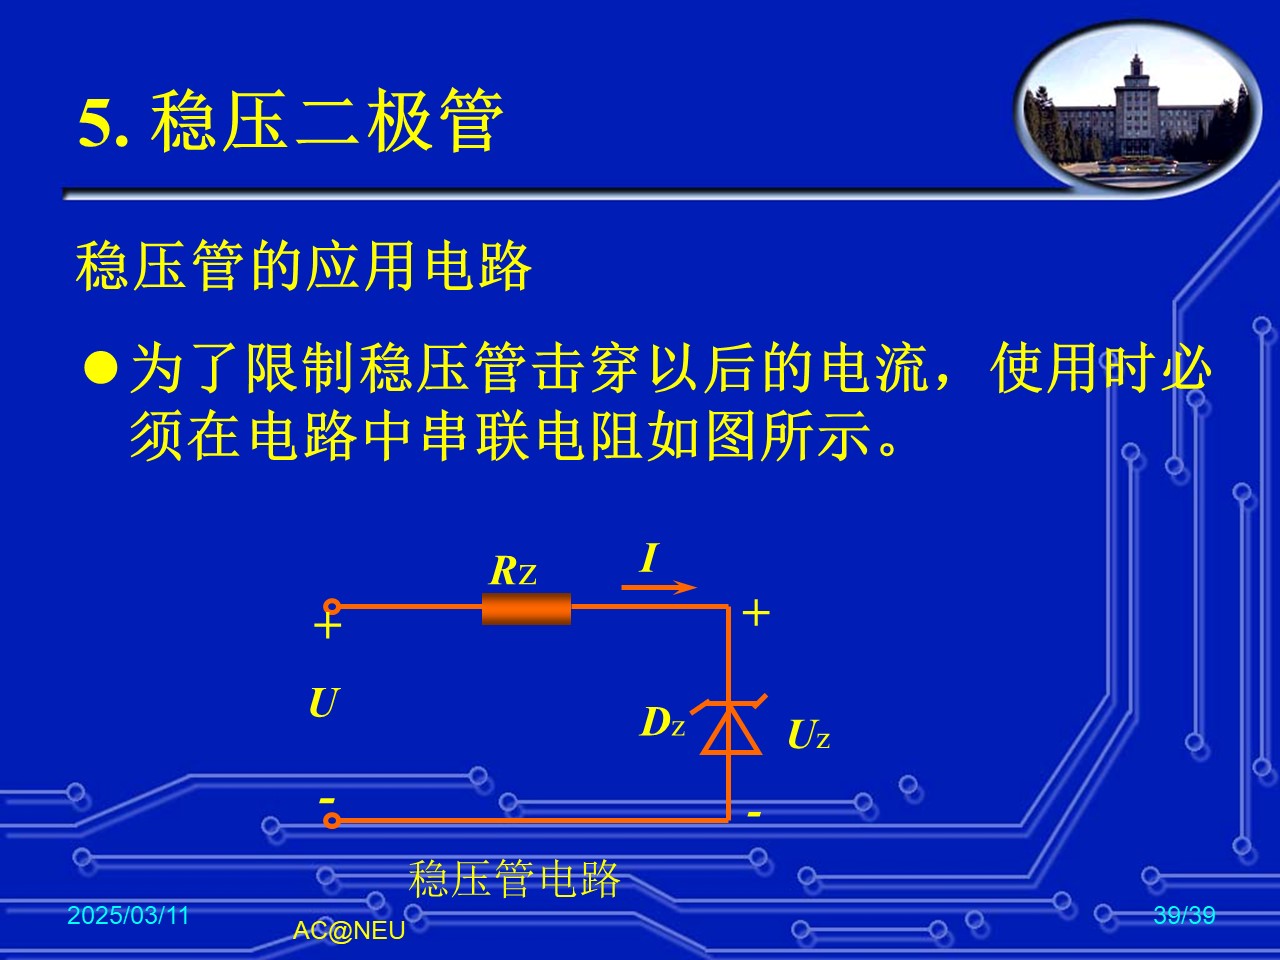 5. 稳压二极管
稳压管的应用电路
●为了限制稳压管击穿以后的电流，使用时必
须在电路中串联电阻如图所示。
RZ
I
+
+
U
DZ
UZ
-
-
稳压管电路
2025/03/11
AC@NEU
39/39